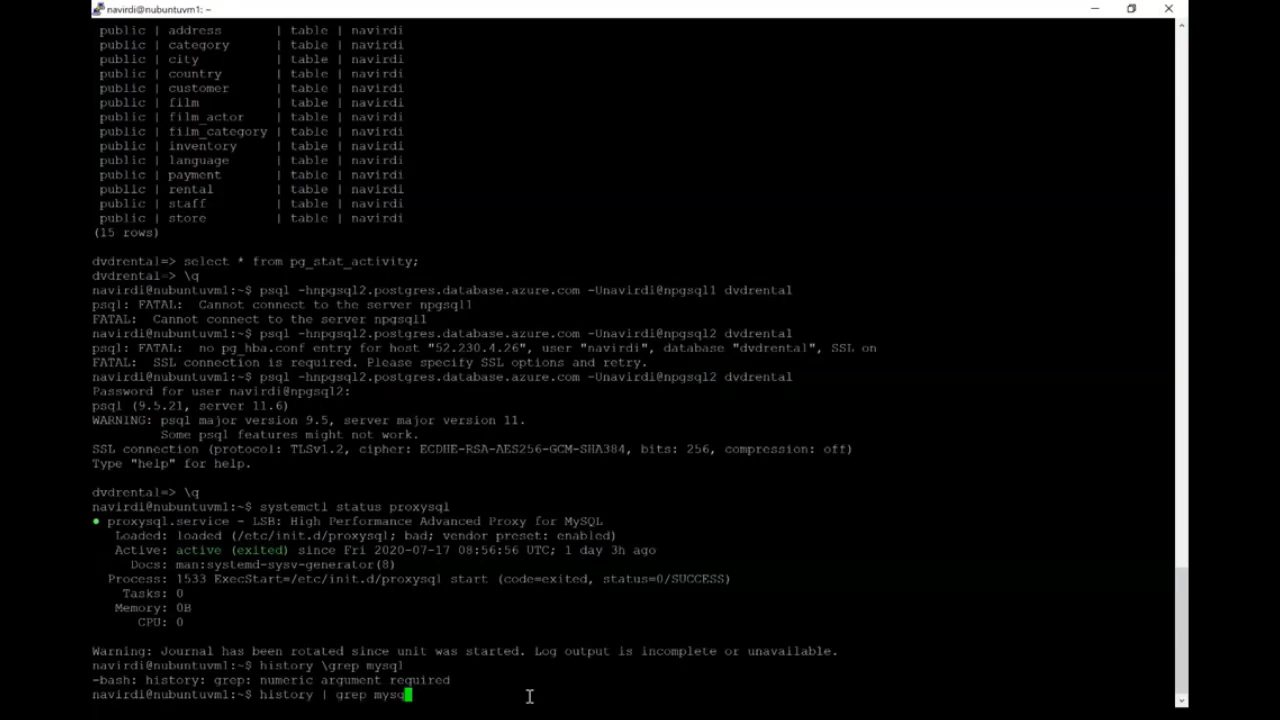 navirdi@nubuntuvm1: ~
public | address | table | navirdi
public | category | table | navirdi
public | city | table | navirdi
public | country | table | navirdi
public | customer | table | navirdi
public | film | table | navirdi
public | film_actor | table | navirdi
public | film_category | table | navirdi
public | inventory | table | navirdi
public | language | table | navirdi
public | payment | table | navirdi
public | rental | table | navirdi
public | staff | table | navirdi
public | store | table | navirdi
(15 rows)
dvdrental=> select * from pg_stat_activity;
dvdrental=> \q
navirdi@nubuntuvm1:~$ psql -hnpgsql2.postgres.database.azure.com -Unavirdi@npgsql1 dvdrental
psql: FATAL:  Cannot connect to the server npgsql1
FATAL:  Cannot connect to the server npgsql1
navirdi@nubuntuvm1:~$ psql -hnpgsql2.postgres.database.azure.com -Unavirdi@npgsql2 dvdrental
psql: FATAL:  no pg_hba.conf entry for host "52.230.4.26", user "navirdi", database "dvdrental", SSL on
FATAL:  SSL connection is required. Please specify SSL options and retry.
navirdi@nubuntuvm1:~$ psql -hnpgsql2.postgres.database.azure.com -Unavirdi@npgsql2 dvdrental
Password for user navirdi@npgsql2:
psql (9.5.21, server 11.6)
WARNING: psql major version 9.5, server major version 11.
Some psql features might not work.
SSL connection (protocol: TLSv1.2, cipher: ECDHE-RSA-AES256-GCM-SHA384, bits: 256, compression: off)
Type "help" for help.
dvdrental=> \q
navirdi@nubuntuvm1:~$ systemctl status proxysql
● proxysql.service - LSB: High Performance Advanced Proxy for MySQL
Loaded: loaded (/etc/init.d/proxysql; bad; vendor preset: enabled)
Active: active (exited) since Fri 2020-07-17 08:56:56 UTC; 1 day 3h ago
Docs: man:systemd-sysv-generator(8)
Process: 1533 ExecStart=/etc/init.d/proxysql start (code=exited, status=0/SUCCESS)
Tasks: 0
Memory: 0B
CPU: 0
Warning: Journal has been rotated since unit was started. Log output is incomplete or unavailable.
navirdi@nubuntuvm1:~$ history \grep mysql
-bash: history: grep: numeric argument required
navirdi@nubuntuvm1:~$ history | grep mysq